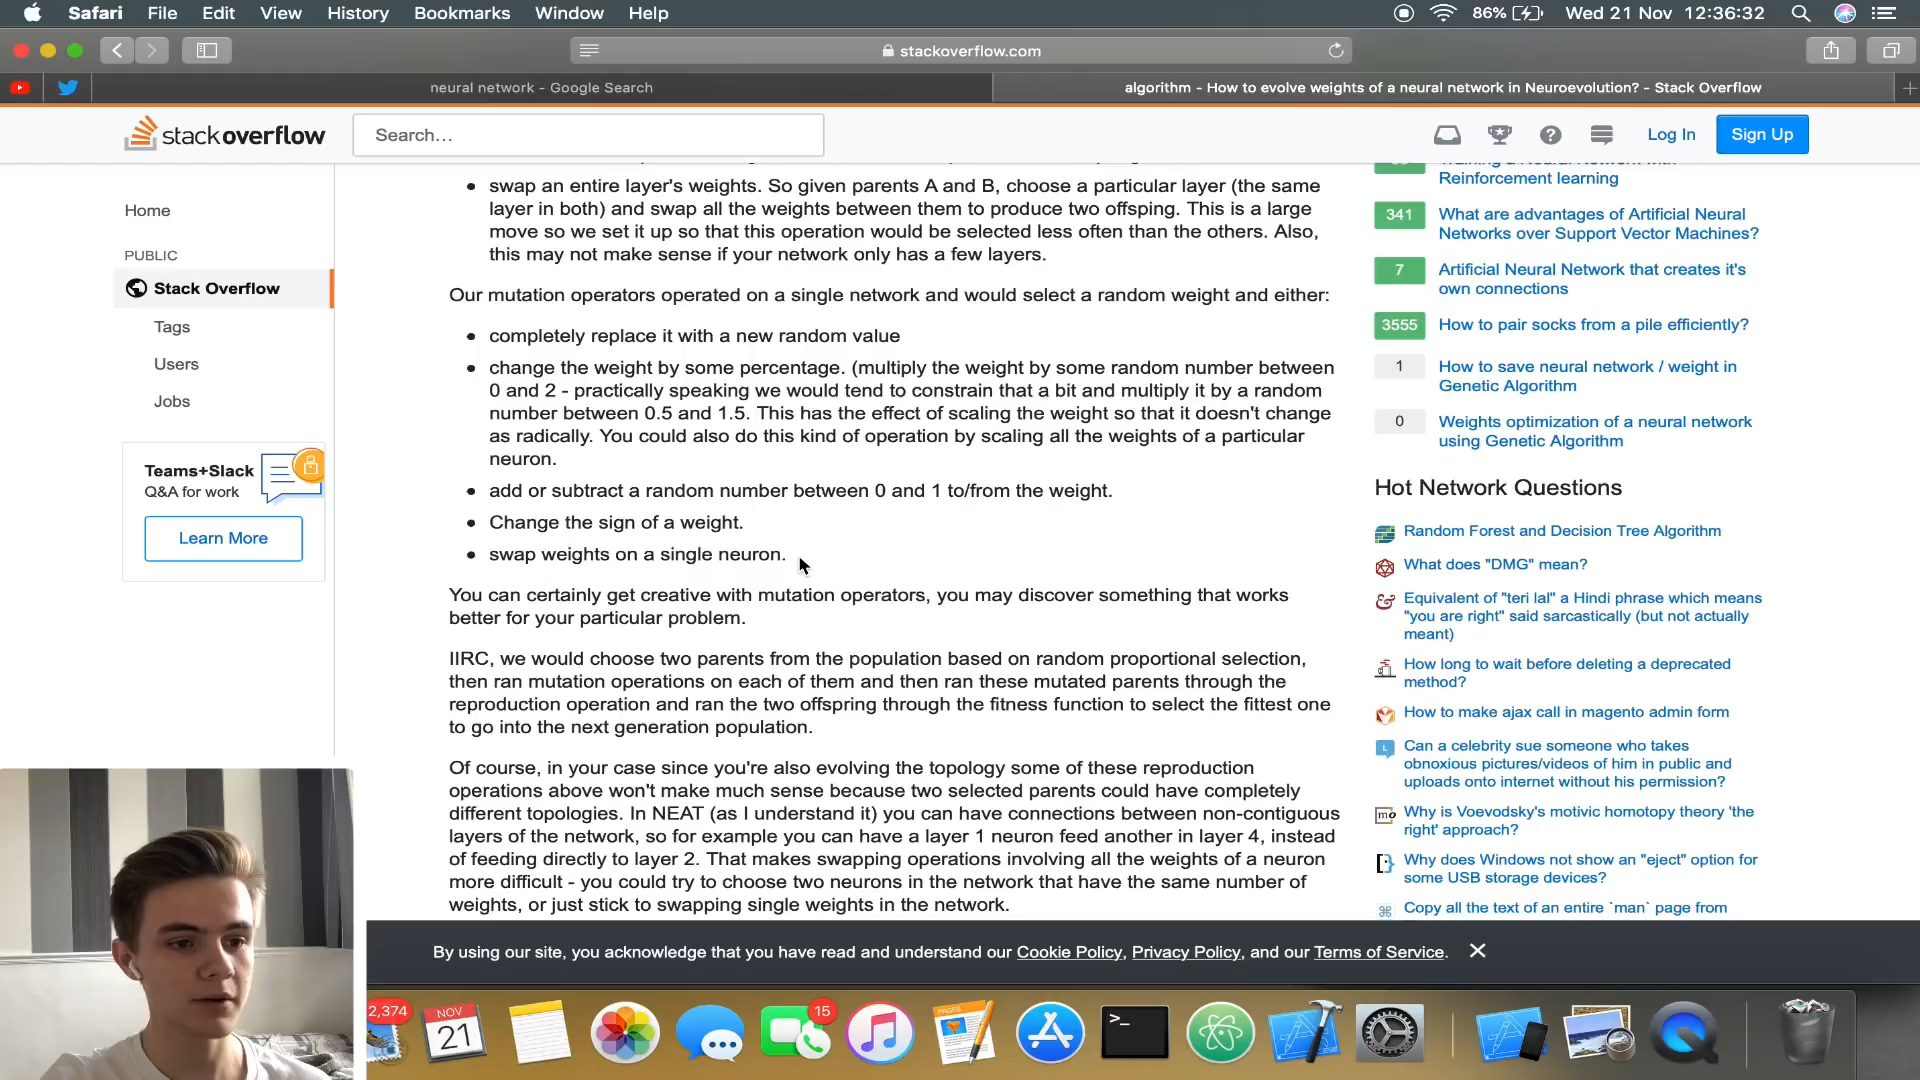 Safari File Edit View History Bookmarks Window Help 86% Wed 21 Nov 12:36:32
stackoverflow.com
neural network - Google Search
algorithm - How to evolve weights of a neural network in Neuroevolution? - Stack Overflow
stackoverflow
Search…
Log In
Sign Up
Home
PUBLIC
Stack Overflow
Tags
Users
Jobs
Teams+Slack
Q&A for work
Learn More
• swap an entire layer's weights. So given parents A and B, choose a particular layer (the same
layer in both) and swap all the weights between them to produce two offsping. This is a large
move so we set it up so that this operation would be selected less often than the others. Also,
this may not make sense if your network only has a few layers.
Our mutation operators operated on a single network and would select a random weight and either:
• completely replace it with a new random value
• change the weight by some percentage. (multiply the weight by some random number between
0 and 2 - practically speaking we would tend to constrain that a bit and multiply it by a random
number between 0.5 and 1.5. This has the effect of scaling the weight so that it doesn't change
as radically. You could also do this kind of operation by scaling all the weights of a particular
neuron.
• add or subtract a random number between 0 and 1 to/from the weight.
• Change the sign of a weight.
• swap weights on a single neuron.
You can certainly get creative with mutation operators, you may discover something that works
better for your particular problem.
IIRC, we would choose two parents from the population based on random proportional selection,
then ran mutation operations on each of them and then ran these mutated parents through the
reproduction operation and ran the two offspring through the fitness function to select the fittest one
to go into the next generation population.
Of course, in your case since you're also evolving the topology some of these reproduction
operations above won't make much sense because two selected parents could have completely
different topologies. In NEAT (as I understand it) you can have connections between non-contiguous
layers of the network, so for example you can have a layer 1 neuron feed another in layer 4, instead
of feeding directly to layer 2. That makes swapping operations involving all the weights of a neuron
more difficult - you could try to choose two neurons in the network that have the same number of
weights, or just stick to swapping single weights in the network.
Reinforcement learning
341 What are advantages of Artificial Neural
Networks over Support Vector Machines?
7 Artificial Neural Network that creates it's
own connections
3555 How to pair socks from a pile efficiently?
1 How to save neural network / weight in
Genetic Algorithm
0 Weights optimization of a neural network
using Genetic Algorithm
Hot Network Questions
Random Forest and Decision Tree Algorithm
What does "DMG" mean?
Equivalent of "teri lal" a Hindi phrase which means
"you are right" said sarcastically (but not actually
meant)
How long to wait before deleting a deprecated
method?
How to make ajax call in magento admin form
Can a celebrity sue someone who takes
obnoxious pictures/videos of him in public and
uploads onto internet without his permission?
Why is Voevodsky's motivic homotopy theory 'the
right' approach?
Why does Windows not show an "eject" option for
some USB storage devices?
Copy all the text of an entire `man` page from
By using our site, you acknowledge that you have read and understand our Cookie Policy, Privacy Policy, and our Terms of Service.
2,374
NOV
21
15
PAGES
>_